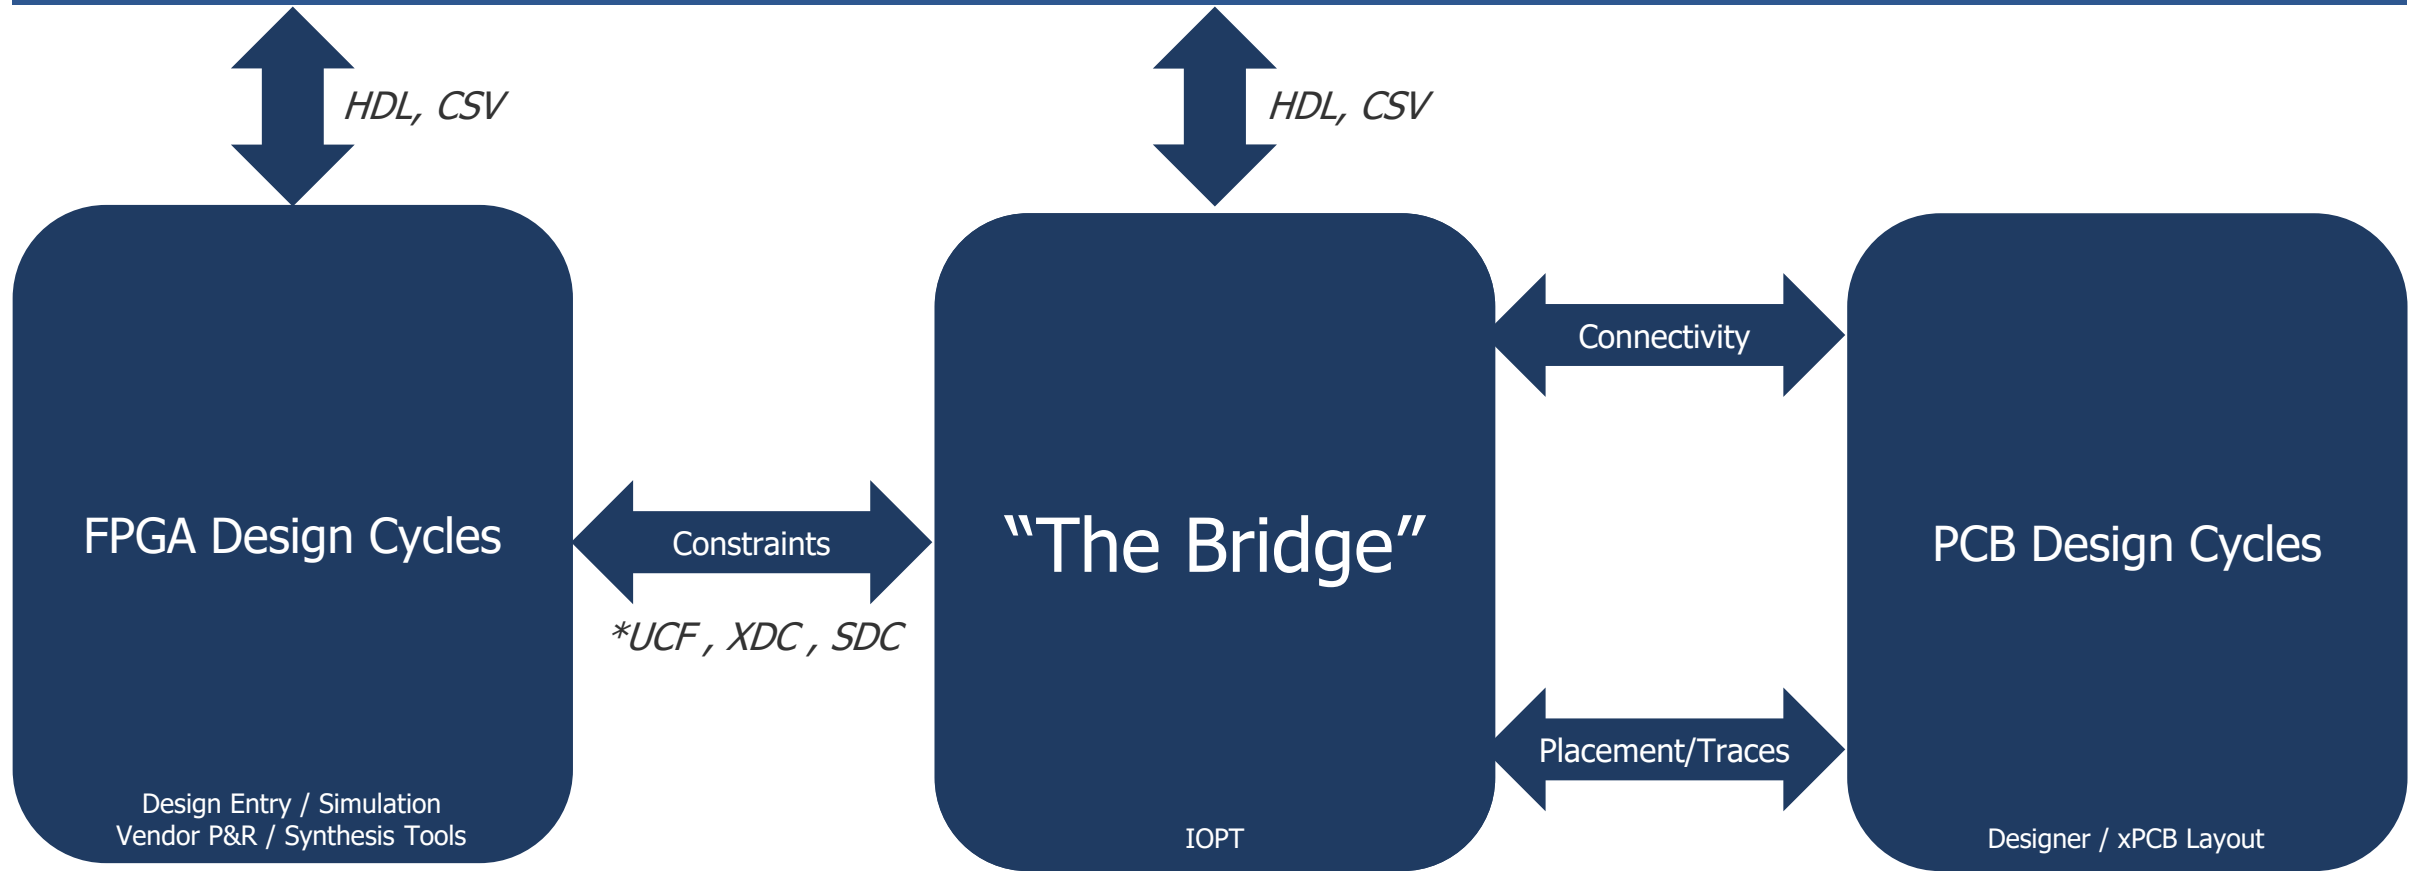 HDL, CSV
HDL, CSV
Connectivity
FPGA Design Cycles
Constraints
“The Bridge”
PCB Design Cycles
*UCF , XDC , SDC
Placement/Traces
Design Entry / Simulation
Vendor P&R / Synthesis Tools
IOPT
Designer / xPCB Layout